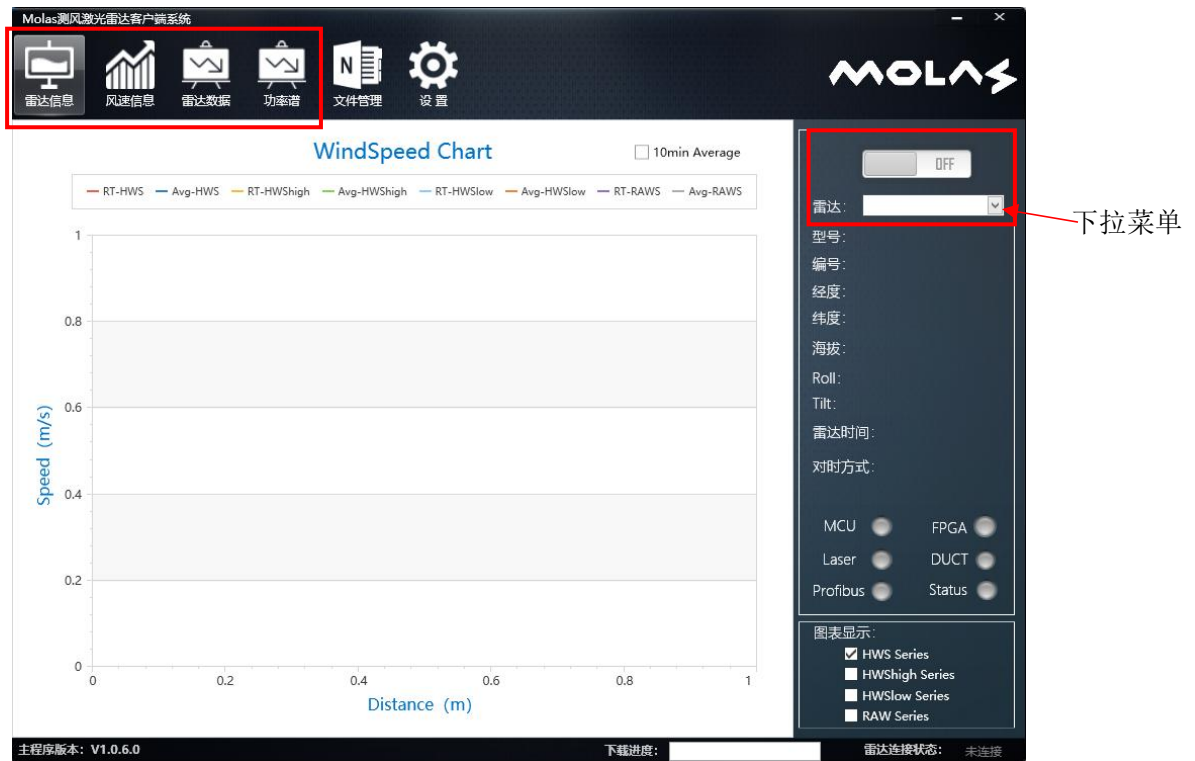 Molas测风激光雷达客户端系统
雷达信息 风速信息 雷达数据 功率谱 文件管理 设置
N
MOLAS
WindSpeed Chart
10min Average
RT-HWS Avg-HWS RT-HWShigh Avg-HWShigh RT-HWSlow Avg-HWSlow RT-RAWS Avg-RAWS
1
0.8
0.6
0.4
0.2
0
Speed (m/s)
0 0.2 0.4 0.6 0.8 1
Distance (m)
OFF
雷达:
下拉菜单
型号:
编号:
经度:
纬度:
海拔:
Roll:
Tilt:
雷达时间:
对时方式:
MCU FPGA
Laser DUCT
Profibus Status
图表显示:
HWS Series
HWShigh Series
HWSlow Series
RAW Series
主程序版本: V1.0.6.0 下载进度: 雷达连接状态: 未连接